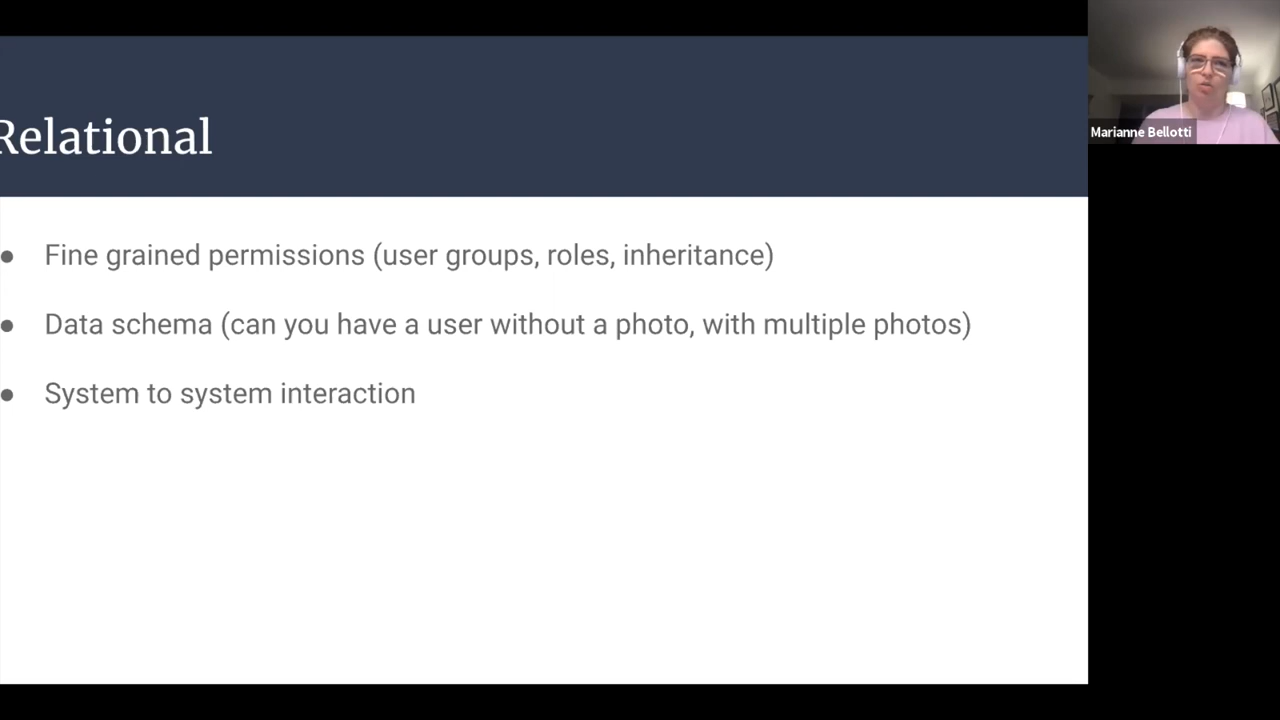 Relational
Marianne Bellotti
● Fine grained permissions (user groups, roles, inheritance)
● Data schema (can you have a user without a photo, with multiple photos)
● System to system interaction